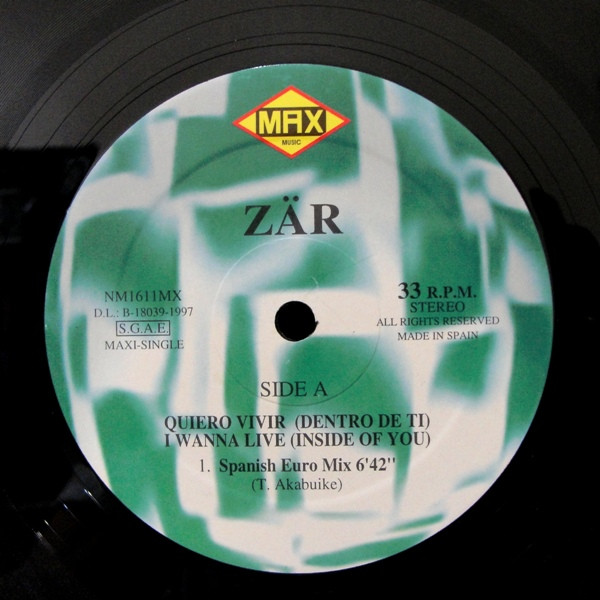 MAX
MUSIC
ZÄR
NM1611MX
D.L.: B-18039-1997
S.G.A.E.
MAXI-SINGLE
33 R.P.M.
STEREO
ALL RIGHTS RESERVED
MADE IN SPAIN
SIDE A
QUIERO VIVIR (DENTRO DE TI)
I WANNA LIVE (INSIDE OF YOU)
1. Spanish Euro Mix 6'42"
(T. Akabuike)